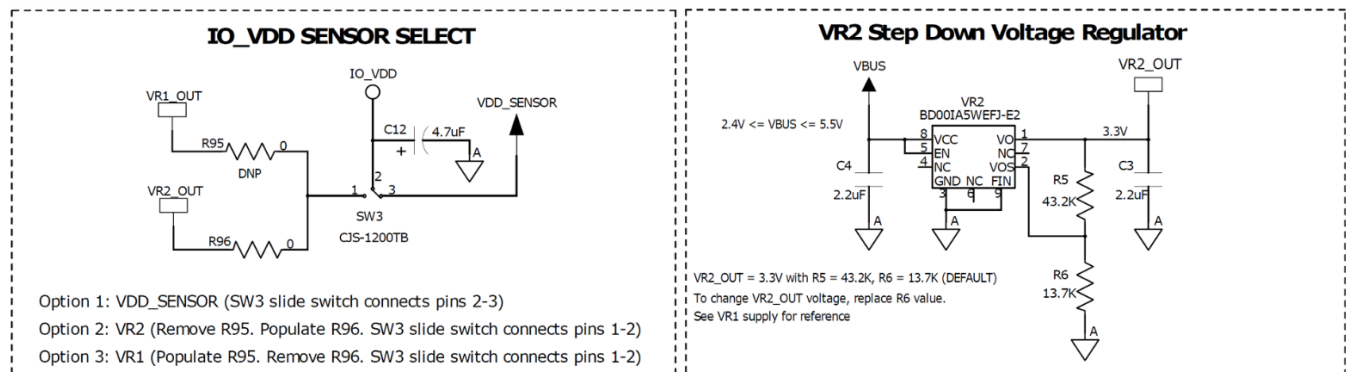 IO_VDD SENSOR SELECT
IO_VDD
VR1_OUT
VDD_SENSOR
C12
4.7uF
+
A
R95
0
DNP
VR2_OUT
2
1
3
SW3
CJS-1200TB
R96
0
Option 1: VDD_SENSOR (SW3 slide switch connects pins 2-3)
Option 2: VR2 (Remove R95. Populate R96. SW3 slide switch connects pins 1-2)
Option 3: VR1 (Populate R95. Remove R96. SW3 slide switch connects pins 1-2)
VR2 Step Down Voltage Regulator
VBUS
VR2_OUT
VR2
BD00IA5WEFJ-E2
2.4V <= VBUS <= 5.5V
3.3V
8 VCC VO 1
5 EN NC 7
4 NC VOS 2
GND NC FIN
3 6 9
C4
2.2uF
A
A
R5
43.2K
C3
2.2uF
A
R6
13.7K
A
VR2_OUT = 3.3V with R5 = 43.2K, R6 = 13.7K (DEFAULT)
To change VR2_OUT voltage, replace R6 value.
See VR1 supply for reference